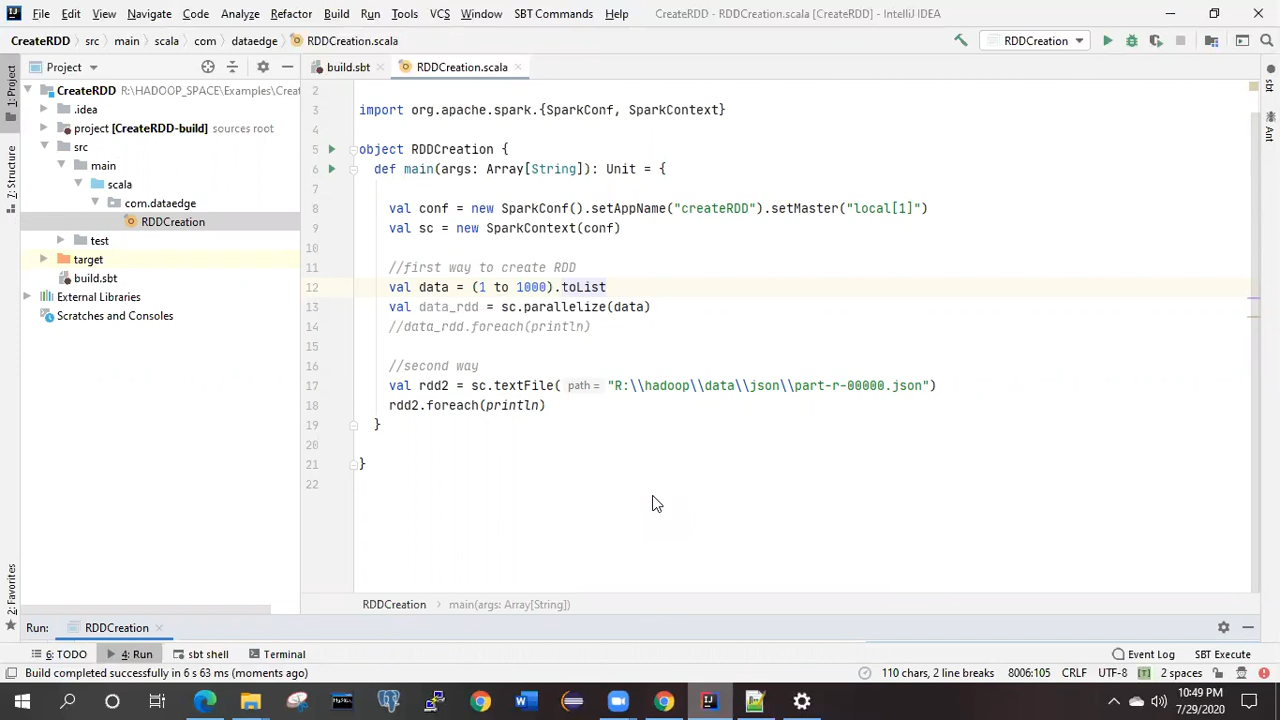 File Edit View Navigate Code Analyze Refactor Build Run Tools VCS Window SBT Commands Help CreateRDD - RDDCreation.scala [CreateRDD] - IntelliJ IDEA
CreateRDD src main scala com dataedge RDDCreation.scala RDDCreation
Project build.sbt RDDCreation.scala
CreateRDD R:\HADOOP_SPACE\Examples\Creat
.idea
project [CreateRDD-build] sources root
src
main
scala
com.dataedge
RDDCreation
test
target
build.sbt
External Libraries
Scratches and Consoles
1: Project
7: Structure
2: Favorites
sbt
Ant
2
3 import org.apache.spark.{SparkConf, SparkContext}
4
5 object RDDCreation {
6 def main(args: Array[String]): Unit = {
7
8 val conf = new SparkConf().setAppName("createRDD").setMaster("local[1]")
9 val sc = new SparkContext(conf)
10
11 //first way to create RDD
12 val data = (1 to 1000).toList
13 val data_rdd = sc.parallelize(data)
14 //data_rdd.foreach(println)
15
16 //second way
17 val rdd2 = sc.textFile( path = "R:\\hadoop\\data\\json\\part-r-00000.json")
18 rdd2.foreach(println)
19 }
20
21 }
22
RDDCreation main(args: Array[String])
Run: RDDCreation
6: TODO 4: Run sbt shell Terminal Event Log SBT Execute
Build completed successfully in 6 s 63 ms (moments ago) 110 chars, 2 line breaks 8006:105 CRLF UTF-8 2 spaces
10:49 PM
7/29/2020